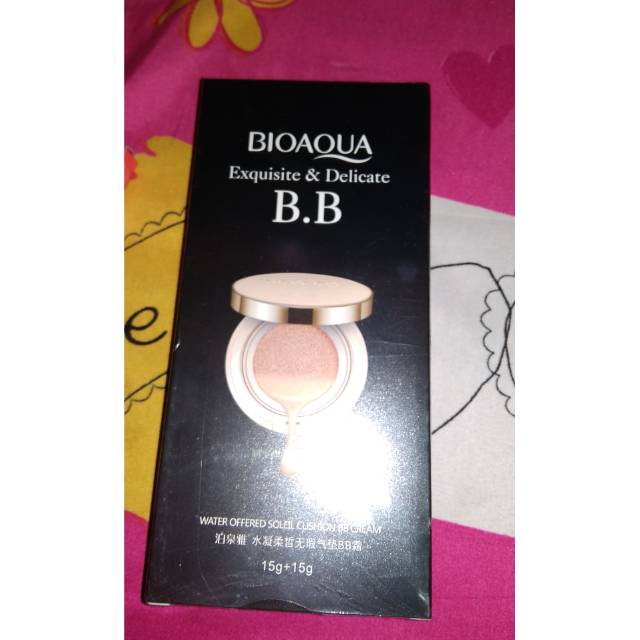 BIOAQUA
Exquisite & Delicate
B.B
WATER OFFERED SOLEIL CUSHION BB CREAM
泊泉雅 水凝柔皙无瑕气垫BB霜
15g+15g
e